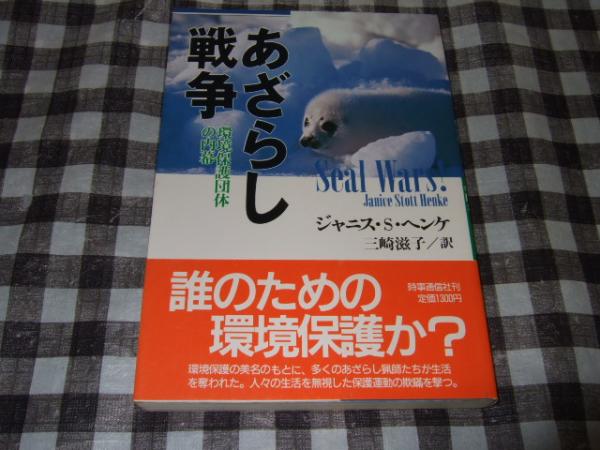 あざらし
戦争
環境保護団体
の内幕
Seal Wars!
Janice Stott Henke
ジャニス・S・ヘンケ
三崎滋子/訳
誰のための
環境保護か?
時事通信社刊
定価1300円
環境保護の美名のもとに、多くのあざらし猟師たちが生活
を奪われた。人々の生活を無視した保護運動の欺瞞を撃つ。